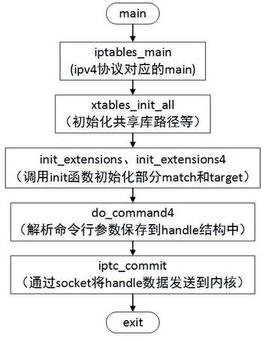 main
iptables_main
(ipv4协议对应的main)
xtables_init_all
（初始化共享库路径等）
init_extensions、init_extensions4
（调用init函数初始化部分match和target）
do_command4
（解析命令行参数保存到handle结构中）
iptc_commit
（通过socket将handle数据发送到内核）
exit